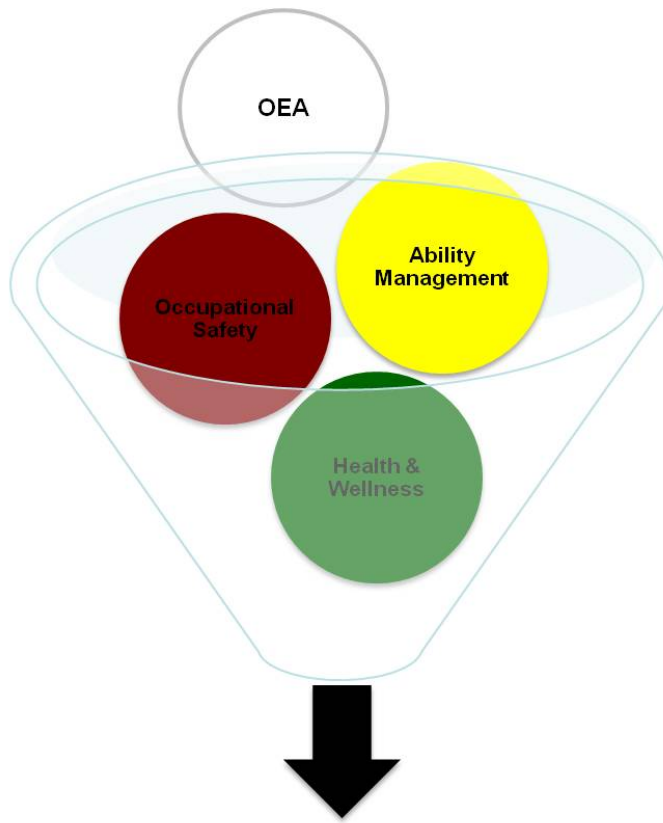 OEA
Ability
Management
Occupational
Safety
Health &
Wellness